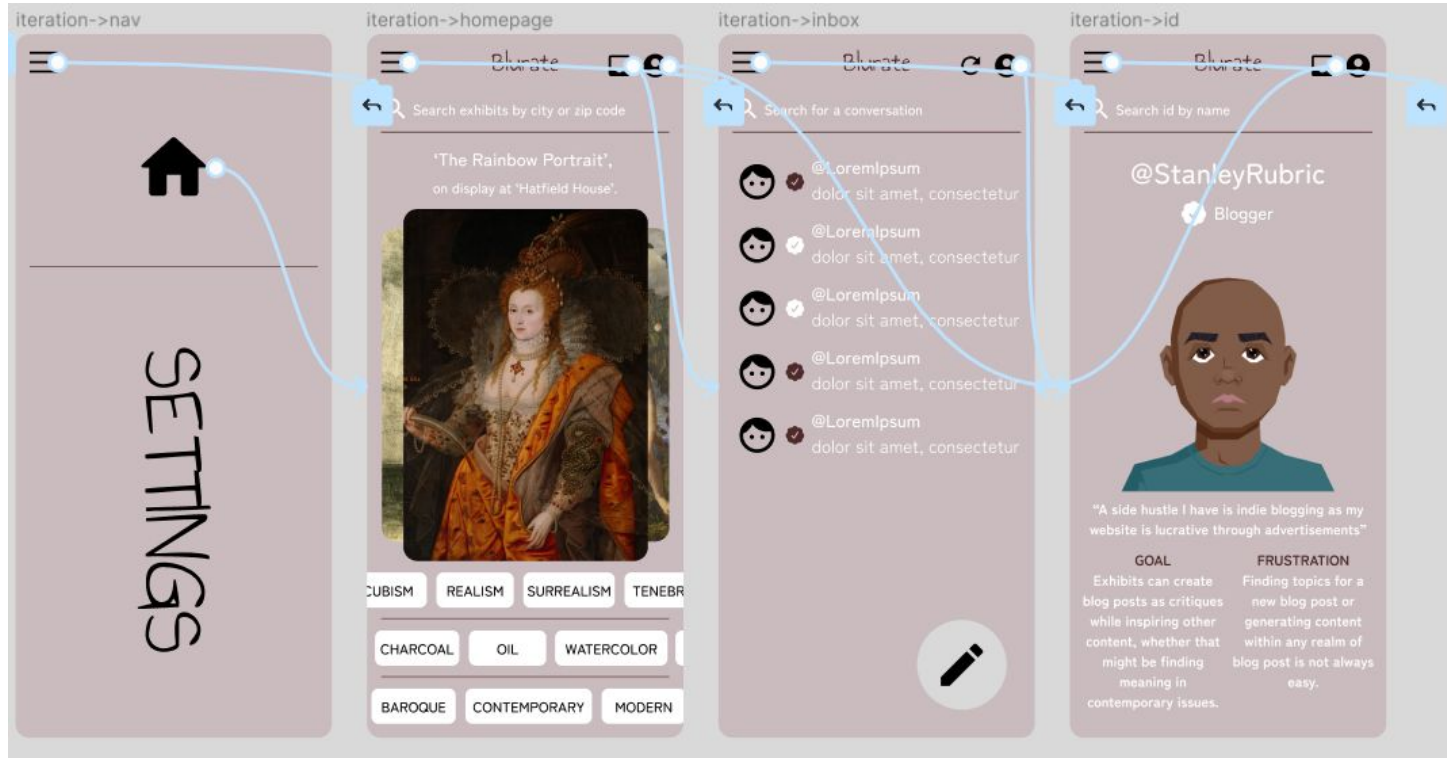 iteration->nav
SETTINGS
iteration->homepage
Blurate
Search exhibits by city or zip code
‘The Rainbow Portrait’,
on display at ‘Hatfield House’.
CUBISM REALISM SURREALISM TENEBR
CHARCOAL OIL WATERCOLOR
BAROQUE CONTEMPORARY MODERN
iteration->inbox
Blurate
Search for a conversation
@LoremIpsum
dolor sit amet, consectetur
@LoremIpsum
dolor sit amet, consectetur
@LoremIpsum
dolor sit amet, consectetur
@LoremIpsum
dolor sit amet, consectetur
@LoremIpsum
dolor sit amet, consectetur
iteration->id
Blurate
Search id by name
@StanleyRubric
Blogger
“A side hustle I have is indie blogging as my
website is lucrative through advertisements”
GOAL
Exhibits can create
blog posts as critiques
while inspiring other
content, whether that
might be finding
meaning in
contemporary issues.
FRUSTRATION
Finding topics for a
new blog post or
generating content
within any realm of
blog post is not always
easy.